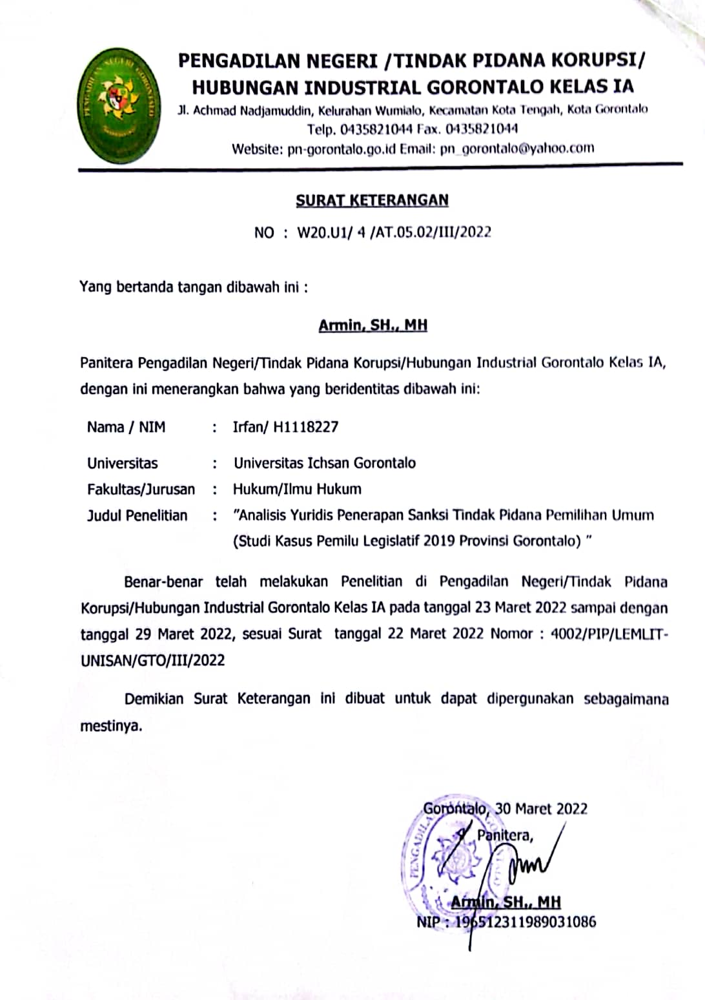 PENGADILAN NEGERI GORONTALO
PENGADILAN NEGERI /TINDAK PIDANA KORUPSI/
HUBUNGAN INDUSTRIAL GORONTALO KELAS IA
Jl. Achmad Nadjamuddin, Kelurahan Wumialo, Kecamatan Kota Tengah, Kota Gorontalo
Telp. 0435821044 Fax. 0435821044
Website: pn-gorontalo.go.id Email: pn_gorontalo@yahoo.com
SURAT KETERANGAN
NO : W20.U1/ 4 /AT.05.02/III/2022
Yang bertanda tangan dibawah ini :
Armin, SH., MH
Panitera Pengadilan Negeri/Tindak Pidana Korupsi/Hubungan Industrial Gorontalo Kelas IA,
dengan ini menerangkan bahwa yang beridentitas dibawah ini:
Nama / NIM : Irfan/ H1118227
Universitas : Universitas Ichsan Gorontalo
Fakultas/Jurusan : Hukum/Ilmu Hukum
Judul Penelitian : "Analisis Yuridis Penerapan Sanksi Tindak Pidana Pemilihan Umum
(Studi Kasus Pemilu Legislatif 2019 Provinsi Gorontalo) "
Benar-benar telah melakukan Penelitian di Pengadilan Negeri/Tindak Pidana
Korupsi/Hubungan Industrial Gorontalo Kelas IA pada tanggal 23 Maret 2022 sampai dengan
tanggal 29 Maret 2022, sesuai Surat tanggal 22 Maret 2022 Nomor : 4002/PIP/LEMLIT-
UNISAN/GTO/III/2022
Demikian Surat Keterangan ini dibuat untuk dapat dipergunakan sebagaimana
mestinya.
Gorontalo, 30 Maret 2022
Panitera,
PENGADILAN
Armin, SH., MH
NIP : 196512311989031086